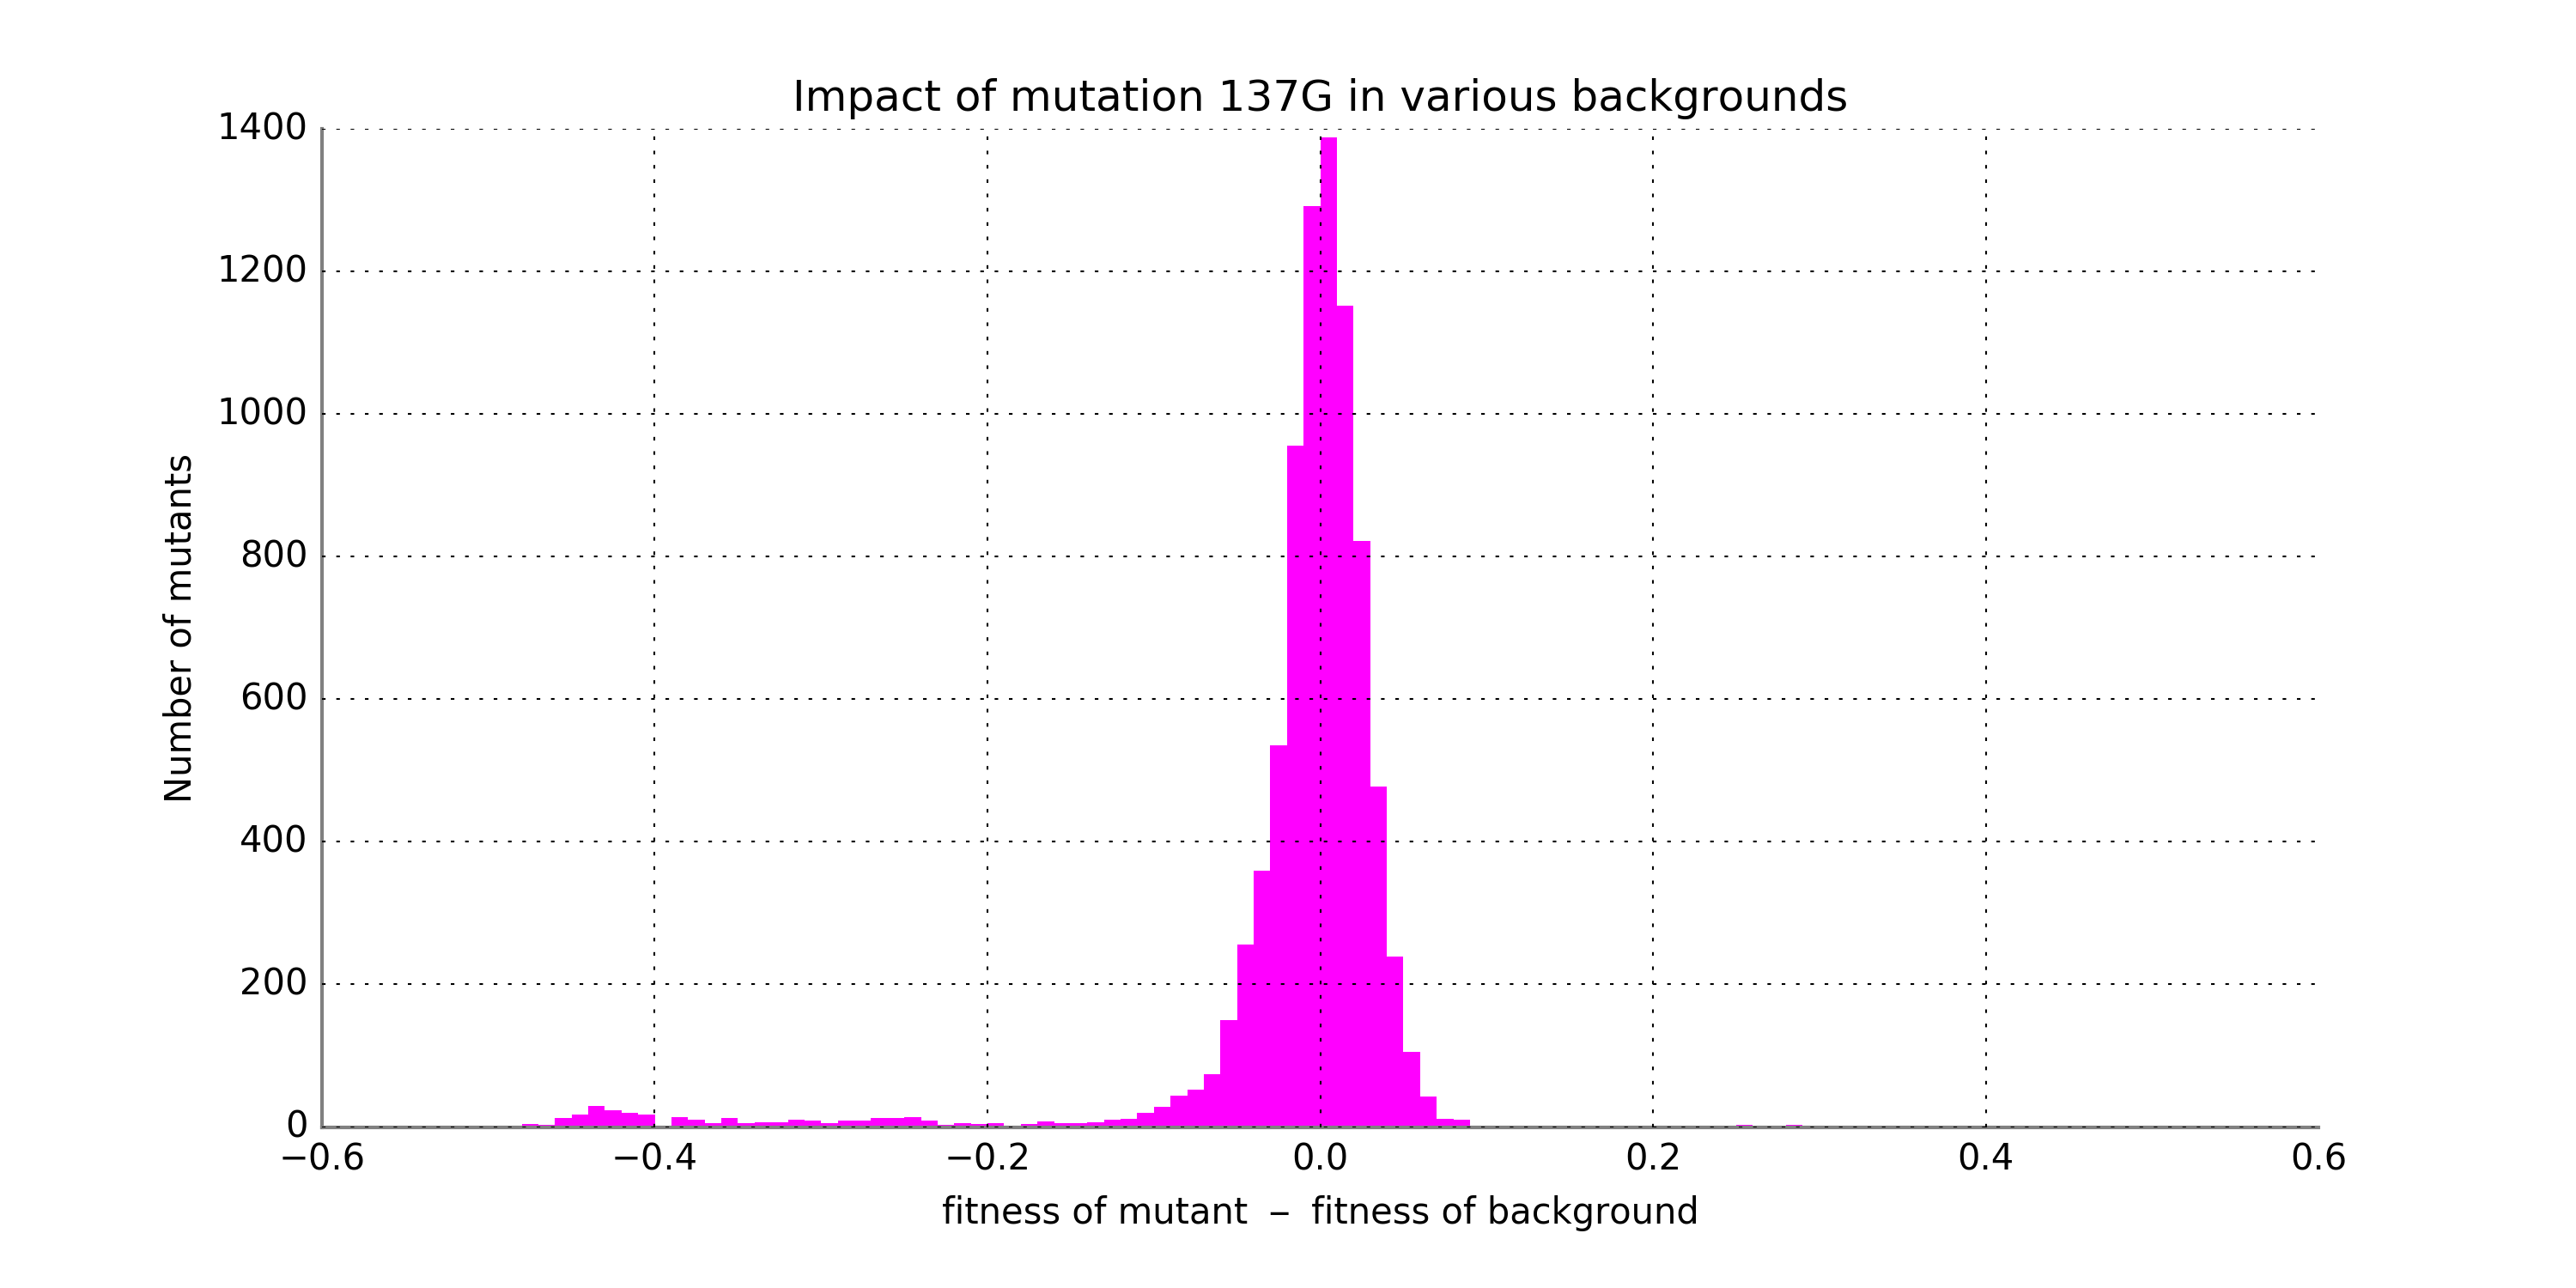 Impact of mutation 137G in various backgrounds
1400
1200
1000
800
600
400
200
0
Number of mutants
−0.6 −0.4 −0.2 0.0 0.2 0.4 0.6
fitness of mutant − fitness of background